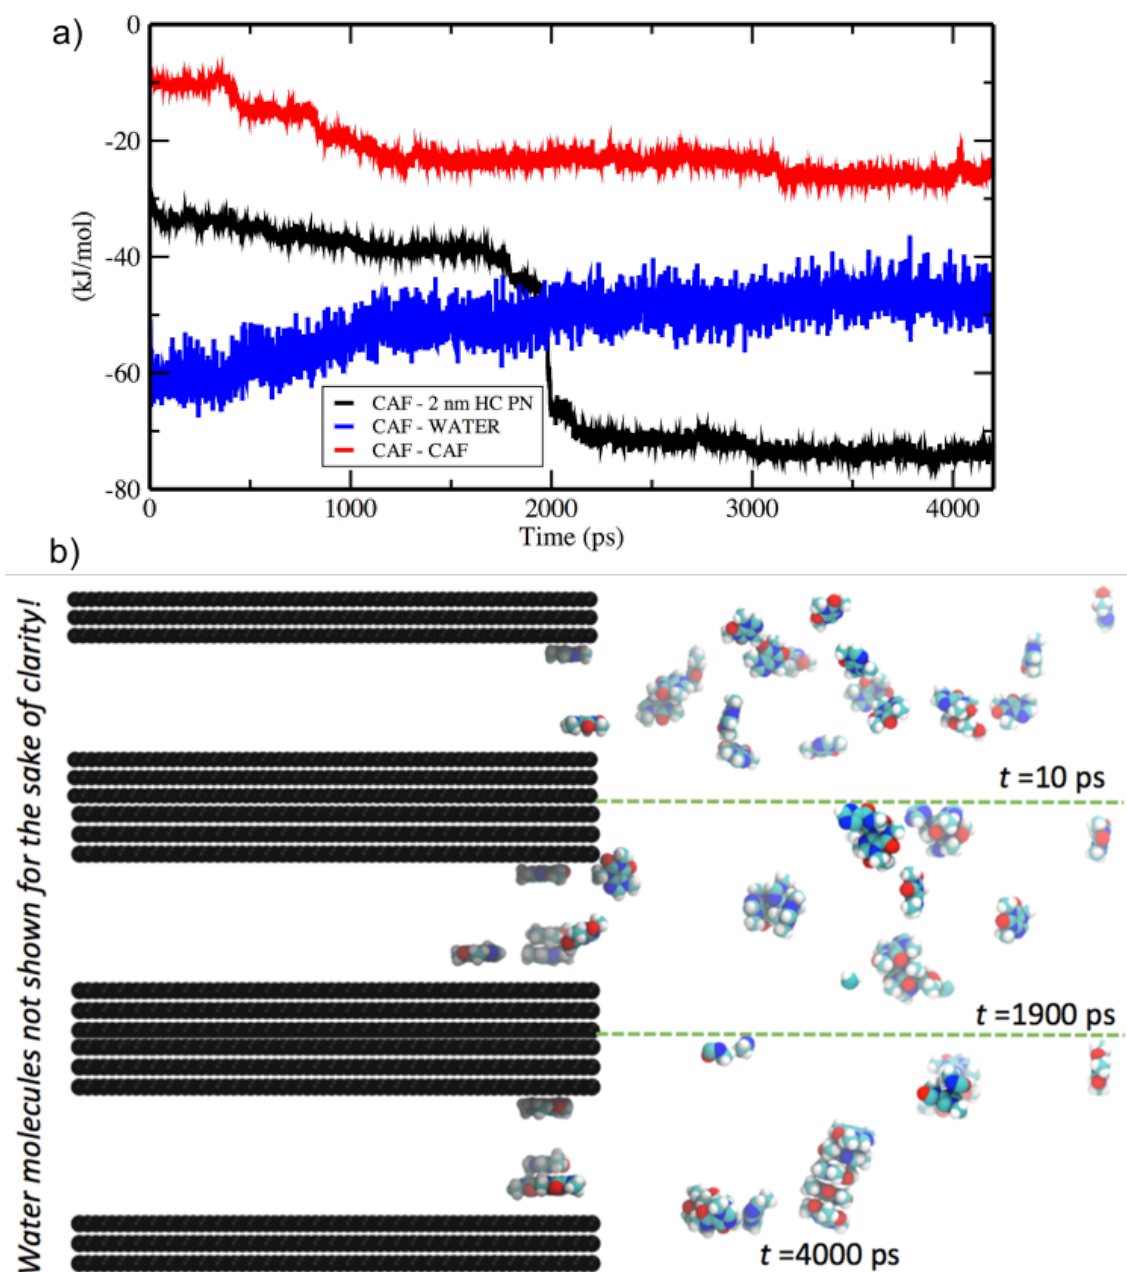 a)
0
-20
-40
-60
-80
(kJ/mol)
CAF - 2 nm HC PN
CAF - WATER
CAF - CAF
0 1000 2000 3000 4000
Time (ps)
b)
Water molecules not shown for the sake of clarity!
t =10 ps
t =1900 ps
t =4000 ps